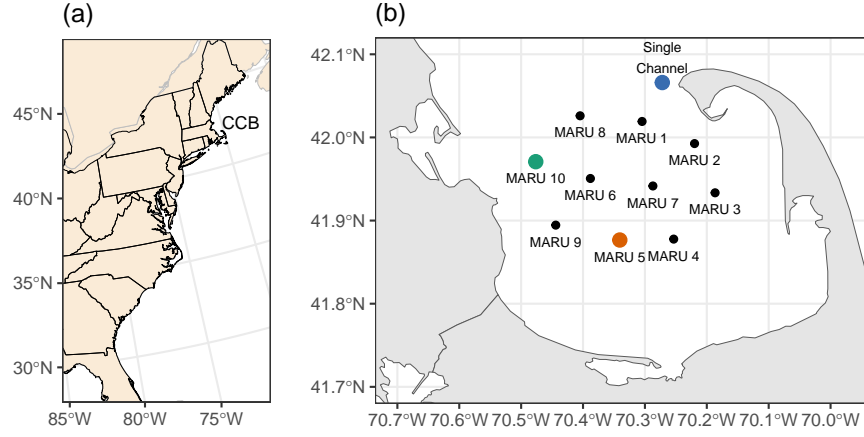 (a)
45°N
40°N
35°N
30°N
85°W
80°W
75°W
CCB
(b)
42.1°N
42.0°N
41.9°N
41.8°N
41.7°N
70.7°W
70.6°W
70.5°W
70.4°W
70.3°W
70.2°W
70.1°W
70.0°W
Single
Channel
MARU 8
MARU 1
MARU 2
MARU 10
MARU 6
MARU 7
MARU 3
MARU 9
MARU 5
MARU 4